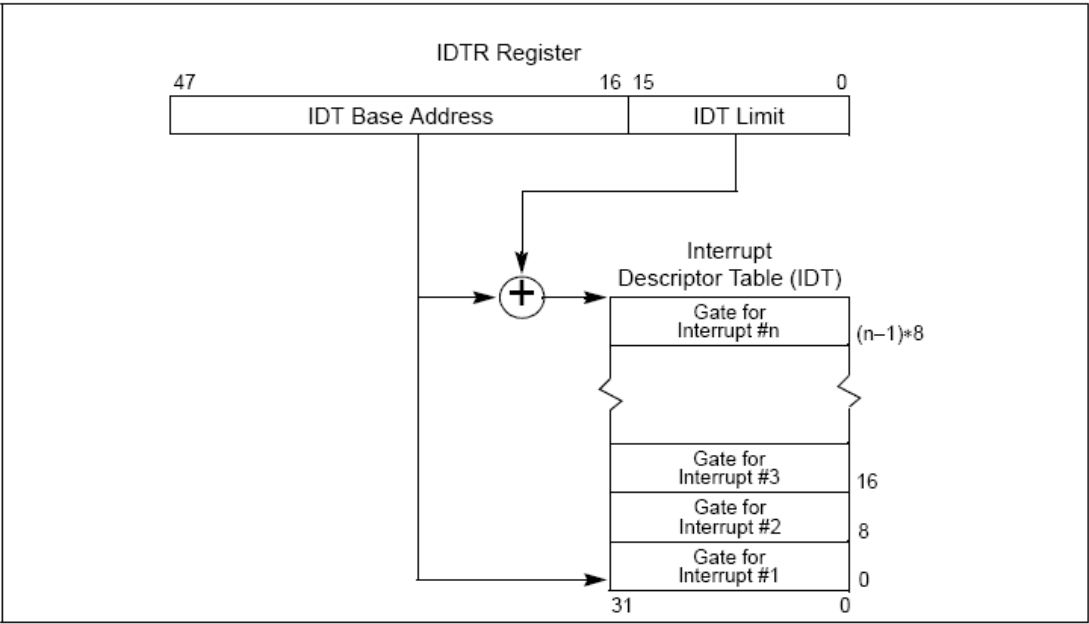 IDTR Register
47 16 15 0
IDT Base Address IDT Limit
+
Interrupt
Descriptor Table (IDT)
Gate for
Interrupt #n
(n–1)∗8
Gate for
Interrupt #3
16
Gate for
Interrupt #2
8
Gate for
Interrupt #1
0
31 0